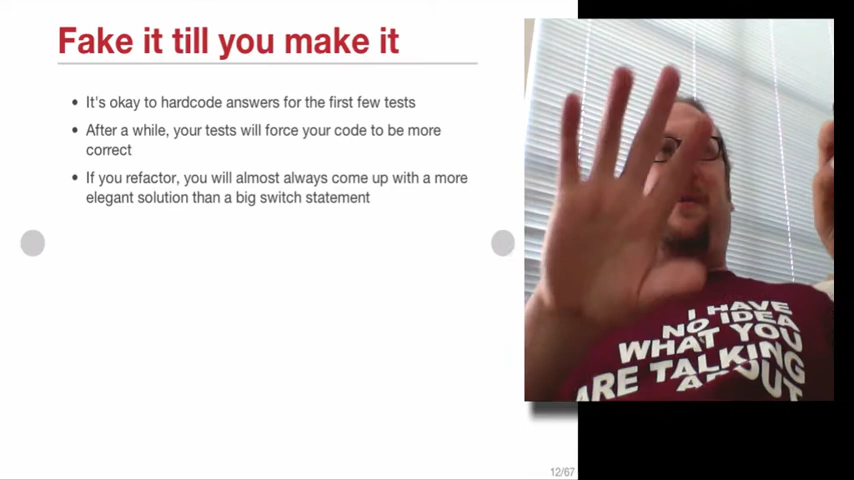 Fake it till you make it
It's okay to hardcode answers for the first few tests
After a while, your tests will force your code to be more
correct
If you refactor, you will almost always come up with a more
elegant solution than a big switch statement
I HAVE
NO IDEA
WHAT YOU
ARE TALKING
ABOUT
12/67